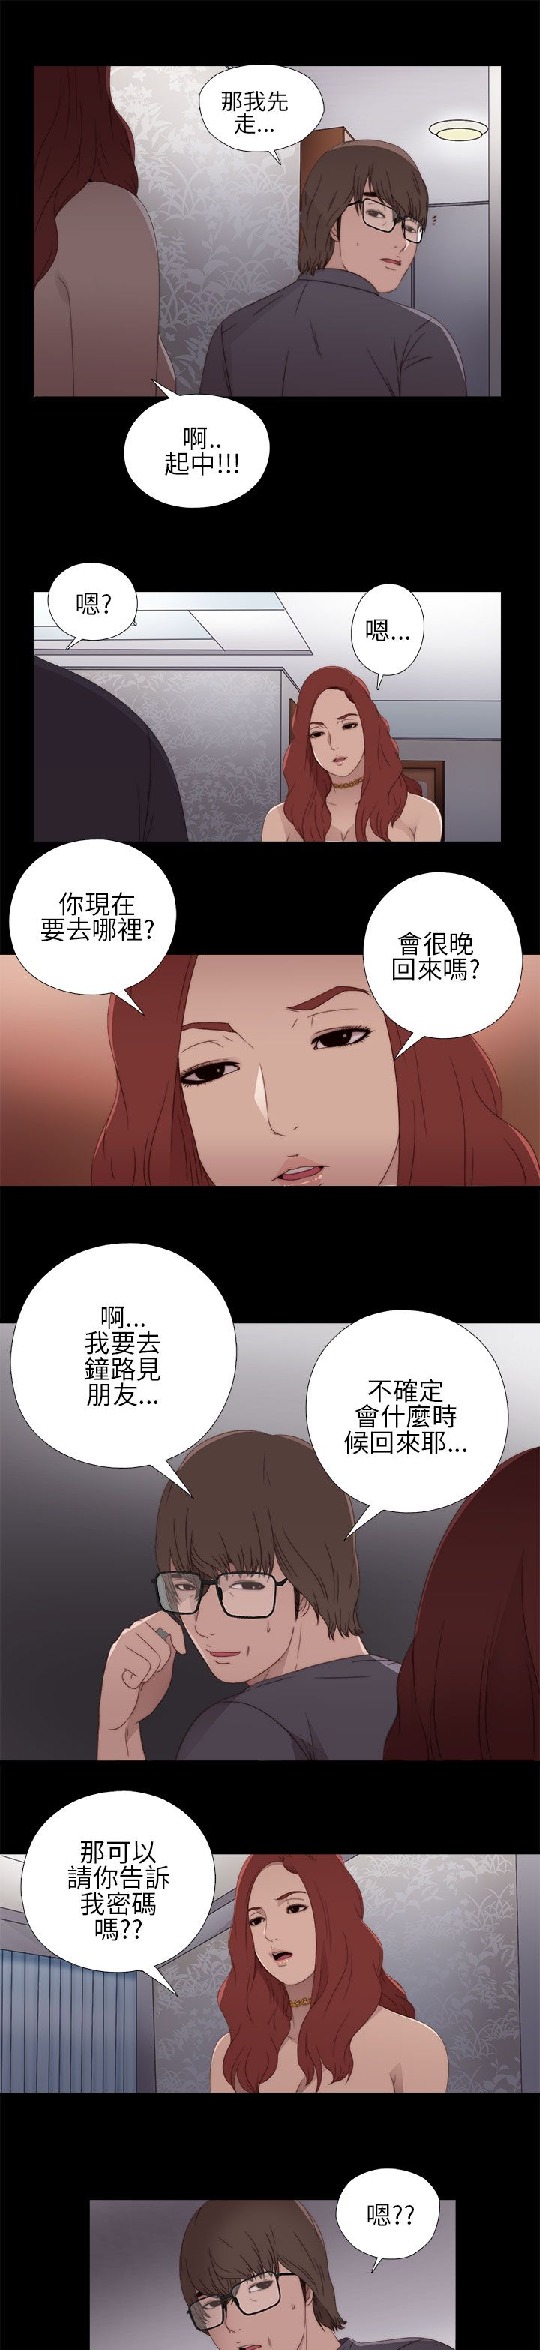 那我先
走...
啊..
起中!!!
嗯?
嗯...
你現在
要去哪裡?
會很晚
回來嗎?
啊...
我要去
鐘路見
朋友...
不確定
會什麼時
候回來耶...
那可以
請你告訴
我密碼
嗎??
嗯??